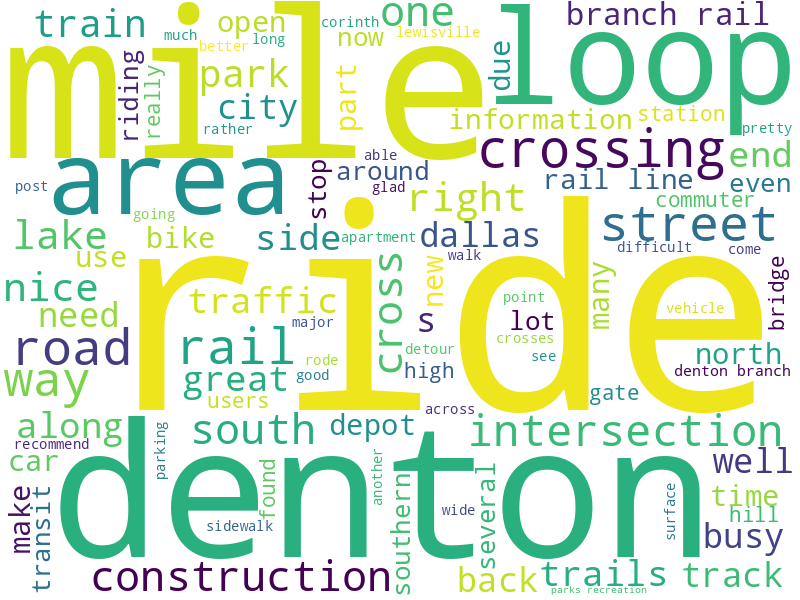 train
much
corinth
better
long
open
now
one
lewisville
branch rail
mile
loop
riding
really
park
city
rather
part
due
information
station
pretty
area
post
going
stop
able
around
glad
crossing
end
rail line
even
commuter
right
lake
use
bike
side
apartment
dallas
walk
street
difficult
come
nice
need
traffic
ride
cross
new
s
point
crosses
see
lot
many
vehicle
bridge
road
rail
major
rode
good
great
detour
high
north
denton branch
way
users
gate
along
recommend
car
south
depot
across
intersection
well
make
transit
parking
found
denton
another
southern
several
wide
surface
time
hill
busy
sidewalk
construction
back
trails
parks recreation
track